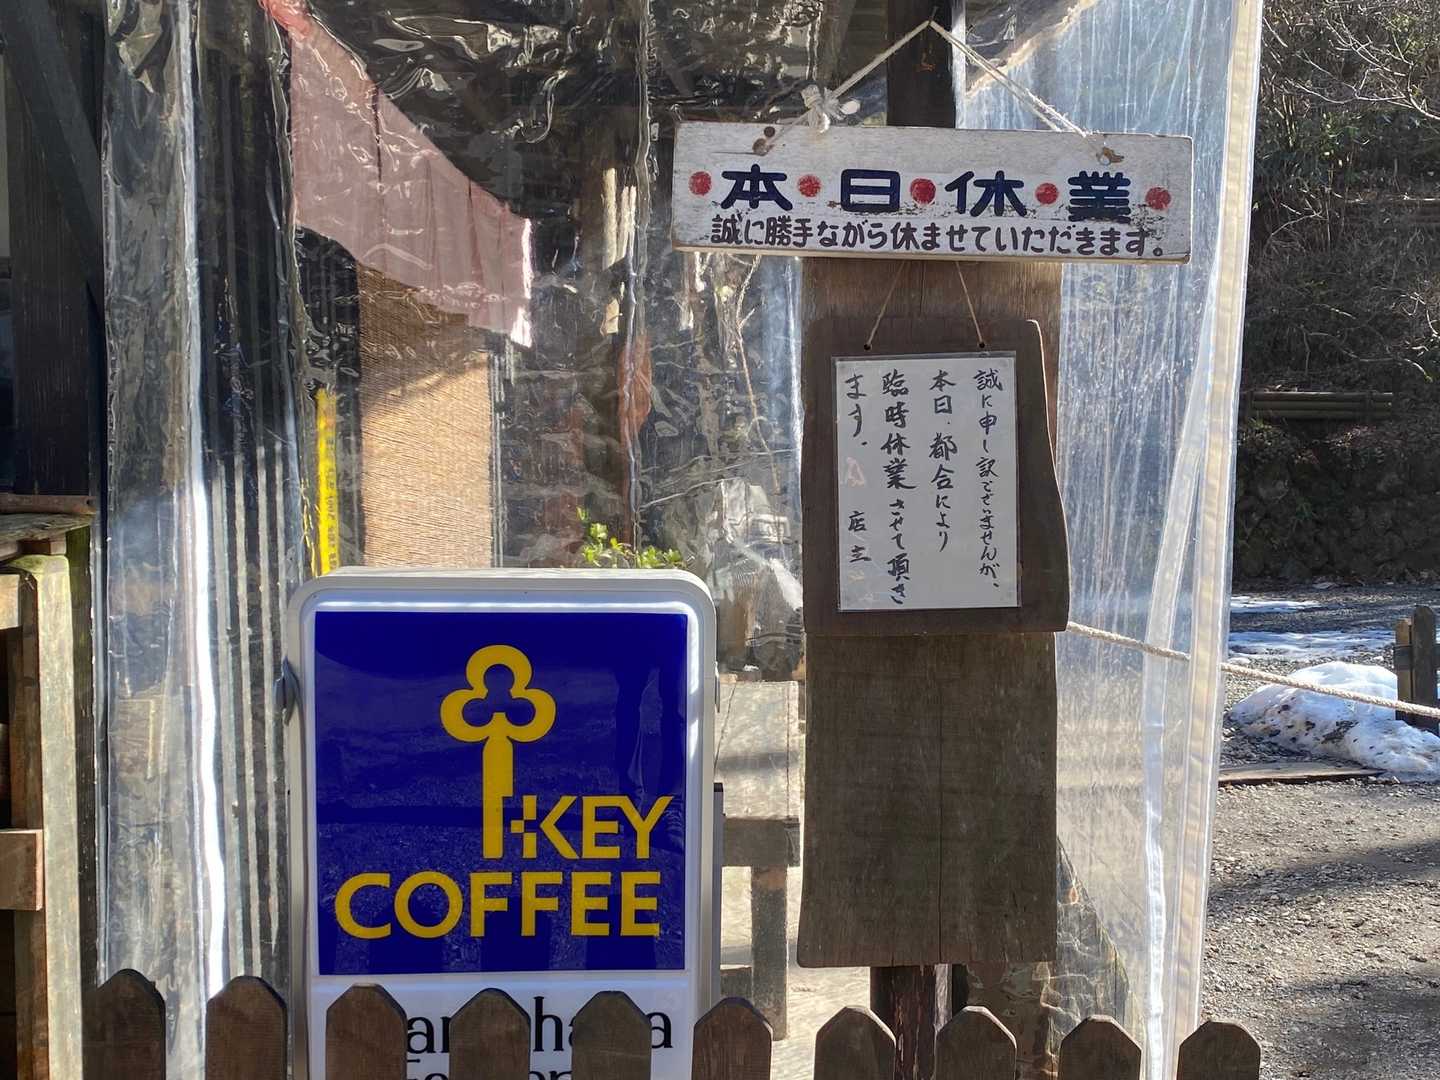 本日休業
誠に勝手ながら休ませていただきます。
誠に申し訳ございませんが、
本日、都合により
臨時休業させて頂き
ます。 店主
KEY
COFFEE